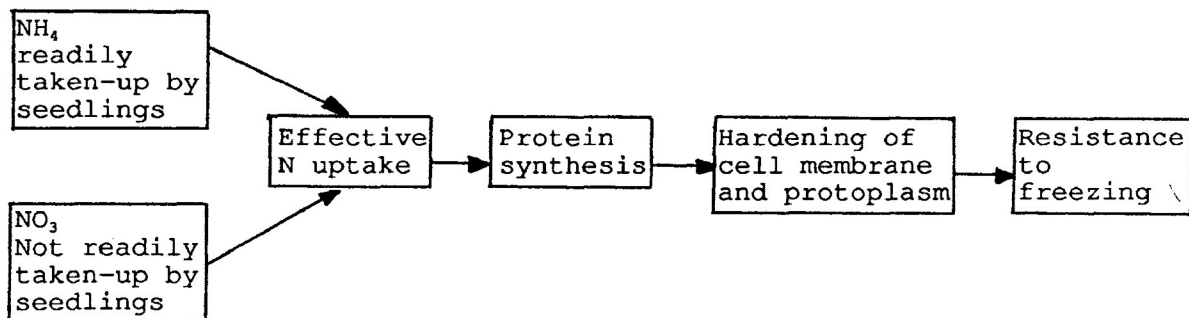 NH₄
readily
taken-up by
seedlings
NO₃
Not readily
taken-up by
seedlings
Effective
N uptake
Protein
synthesis
Hardening of
cell membrane
and protoplasm
Resistance
to
freezing